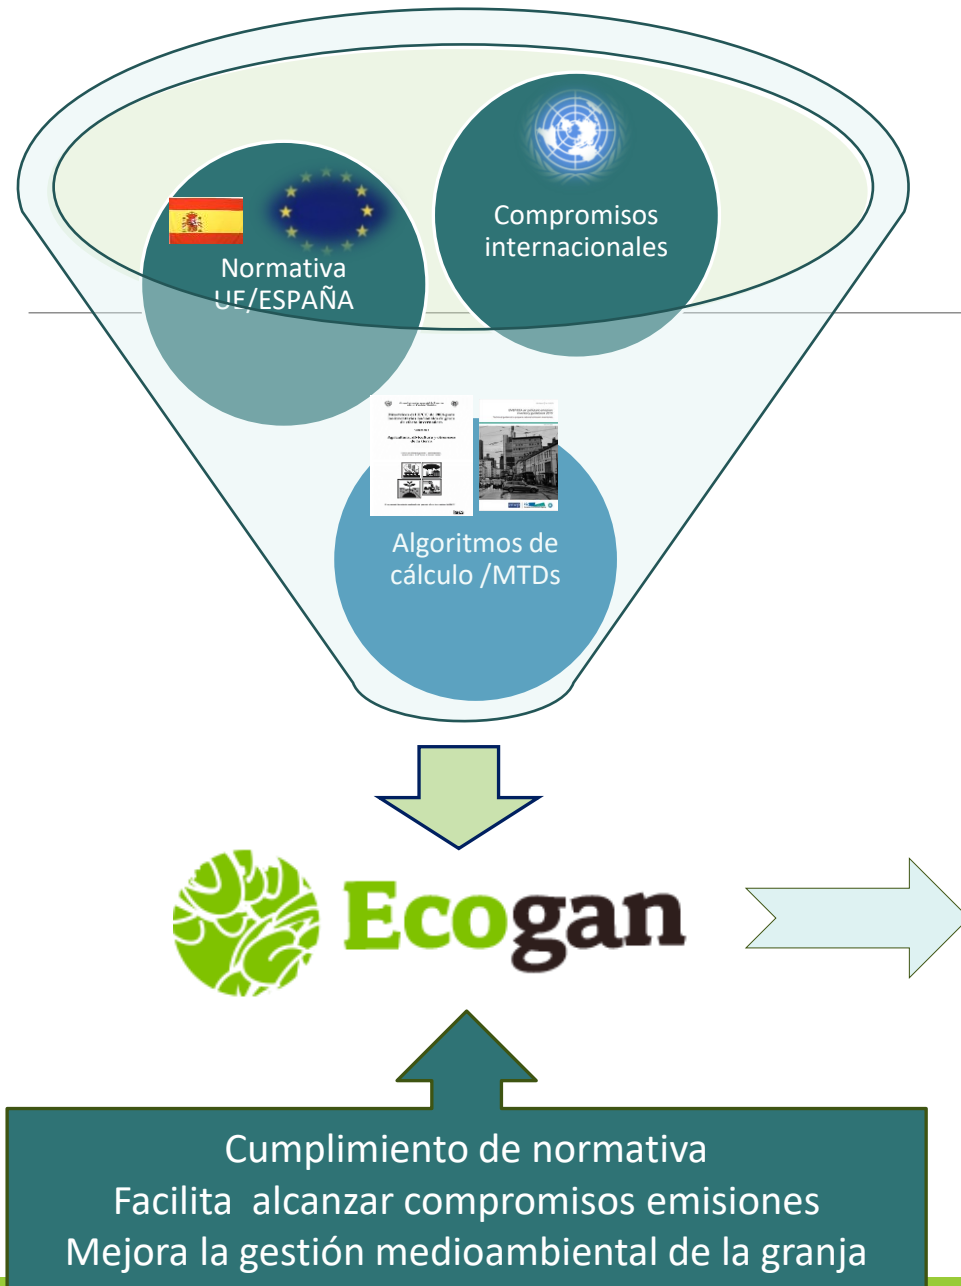 Compromisos
internacionales
Normativa
UE/ESPAÑA
Algoritmos de
cálculo /MTDs
Ecogan
Cumplimiento de normativa
Facilita alcanzar compromisos emisiones
Mejora la gestión medioambiental de la granja